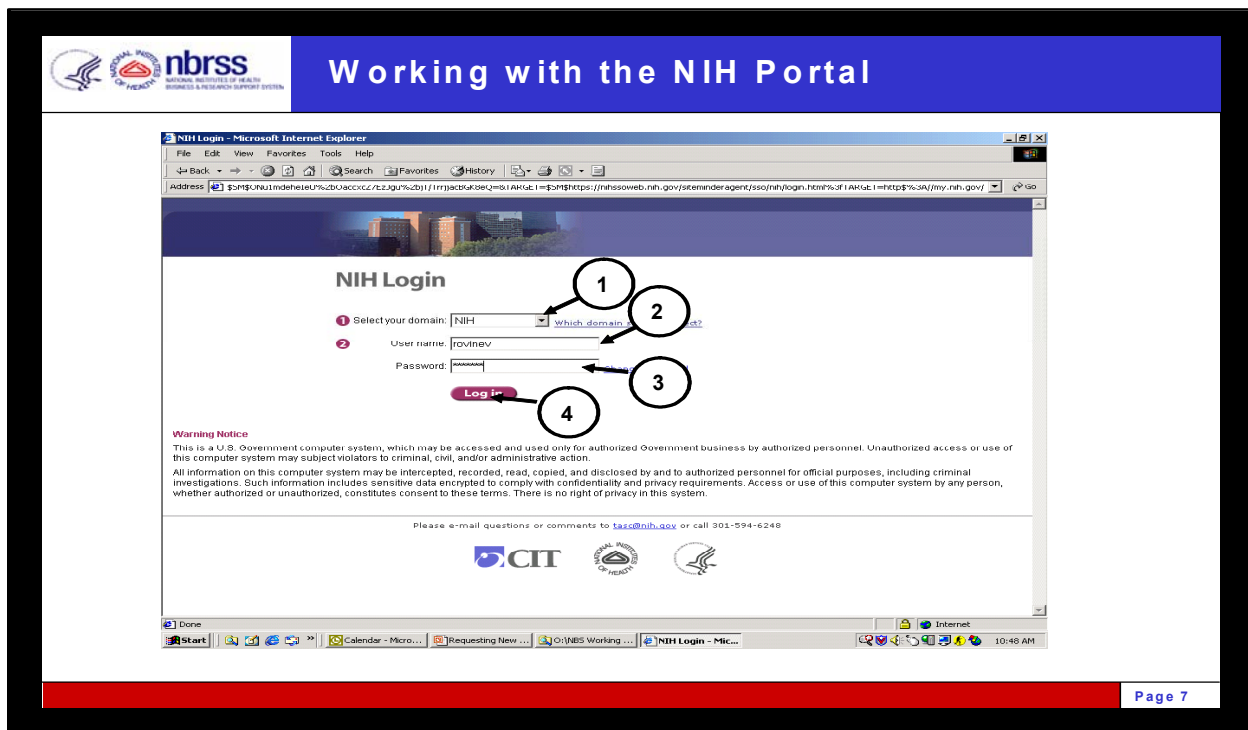 nbrss
NATIONAL INSTITUTES OF HEALTH
BUSINESS & RESEARCH SUPPORT SYSTEM
Working with the NIH Portal
NIH Login - Microsoft Internet Explorer
File Edit View Favorites Tools Help
Back Search Favorites History
Address Go
NIH Login
1
1 Select your domain: NIH Which domain
2
2 User name: rovinev
Password: *******
3
Log in
4
Warning Notice
This is a U.S. Government computer system, which may be accessed and used only for authorized Government business by authorized personnel. Unauthorized access or use of
this computer system may subject violators to criminal, civil, and/or administrative action.
All information on this computer system may be intercepted, recorded, read, copied, and disclosed by and to authorized personnel for official purposes, including criminal
investigations. Such information includes sensitive data encrypted to comply with confidentiality and privacy requirements. Access or use of this computer system by any person,
whether authorized or unauthorized, constitutes consent to these terms. There is no right of privacy in this system.
Please e-mail questions or comments to tasc@nih.gov or call 301-594-6248
CIT
NATIONAL INSTITUTES OF HEALTH
Done Internet
Start Calendar - Micro... Requesting New ... O:\NBS Working ... NIH Login - Mic... 10:48 AM
Page 7